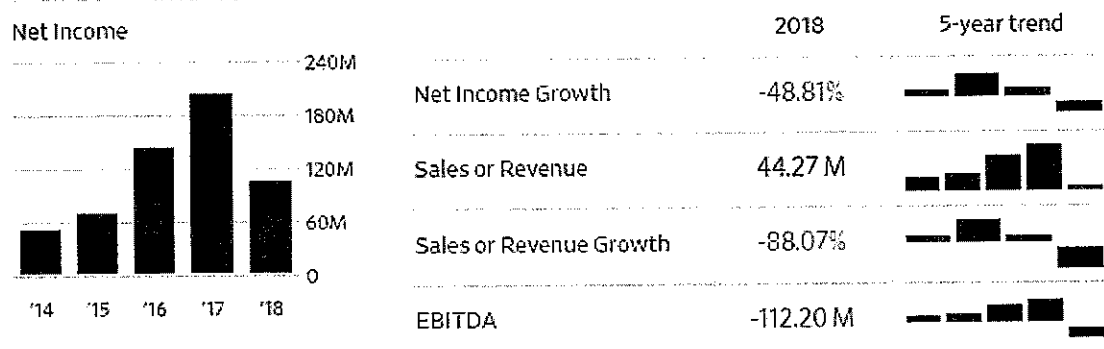 Net Income
240M
180M
120M
60M
0
'14 '15 '16 '17 '18
2018 5-year trend
Net Income Growth -48.81%
Sales or Revenue 44.27 M
Sales or Revenue Growth -88.07%
EBITDA -112.20 M